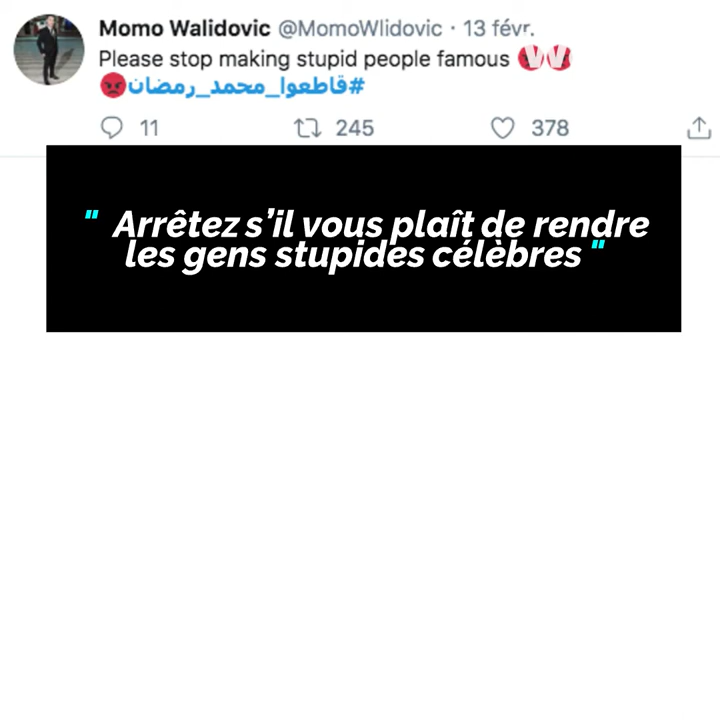 Momo Walidovic @MomoWlidovic · 13 févr.
Please stop making stupid people famous
#قاطعوا_محمد_رمضان
11 245 378
" Arrêtez s’il vous plaît de rendre
les gens stupides célèbres "